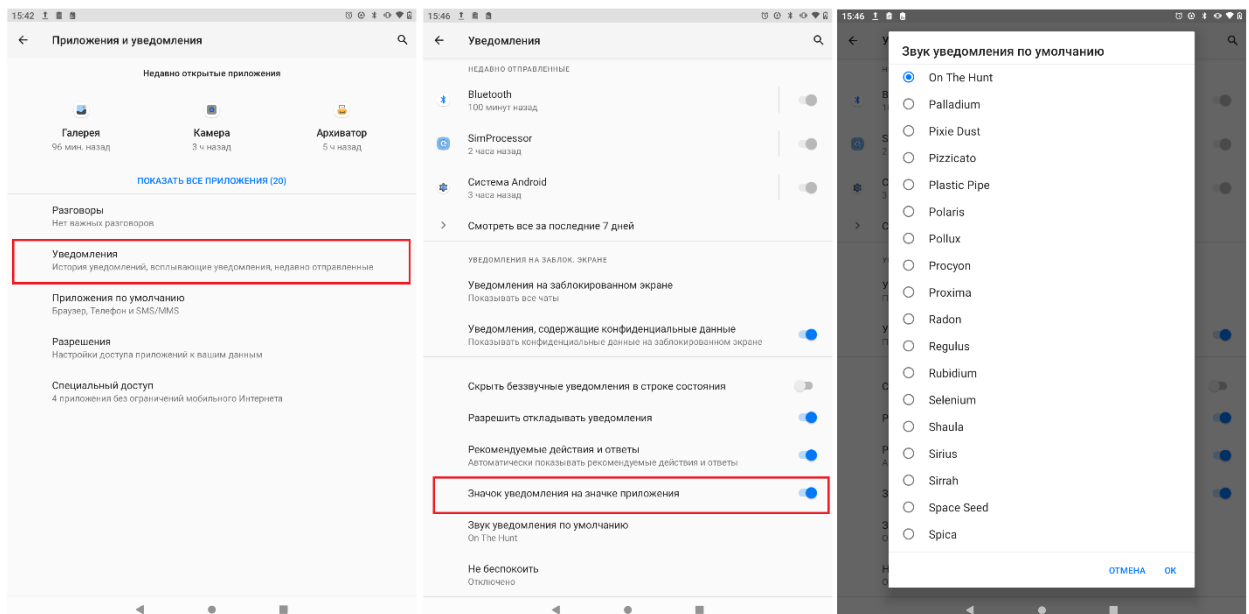 15:42
Приложения и уведомления
Недавно открытые приложения
Галерея
Камера
Архиватор
96 мин. назад
3 ч назад
5 ч назад
ПОКАЗАТЬ ВСЕ ПРИЛОЖЕНИЯ (20)
Разговоры
Нет важных разговоров
Уведомления
История уведомлений, всплывающие уведомления, недавно отправленные
Приложения по умолчанию
Браузер, Телефон и SMS/MMS
Разрешения
Настройки доступа приложений к вашим данным
Специальный доступ
4 приложения без ограничений мобильного Интернета
15:46
Уведомления
НЕДАВНО ОТПРАВЛЕННЫЕ
Bluetooth
100 минут назад
SimProcessor
2 часа назад
Система Android
3 часа назад
Смотреть все за последние 7 дней
УВЕДОМЛЕНИЯ НА ЗАБЛОК. ЭКРАНЕ
Уведомления на заблокированном экране
Показывать все чаты
Уведомления, содержащие конфиденциальные данные
Показывать конфиденциальные данные на заблокированном экране
Скрыть беззвучные уведомления в строке состояния
Разрешить откладывать уведомления
Рекомендуемые действия и ответы
Автоматически показывать рекомендуемые действия и ответы
Значок уведомления на значке приложения
Звук уведомления по умолчанию
On The Hunt
Не беспокоить
Отключено
15:46
Звук уведомления по умолчанию
On The Hunt
Palladium
Pixie Dust
Pizzicato
Plastic Pipe
Polaris
Pollux
Procyon
Proxima
Radon
Regulus
Rubidium
Selenium
Shaula
Sirius
Sirrah
Space Seed
Spica
ОТМЕНА
ОК